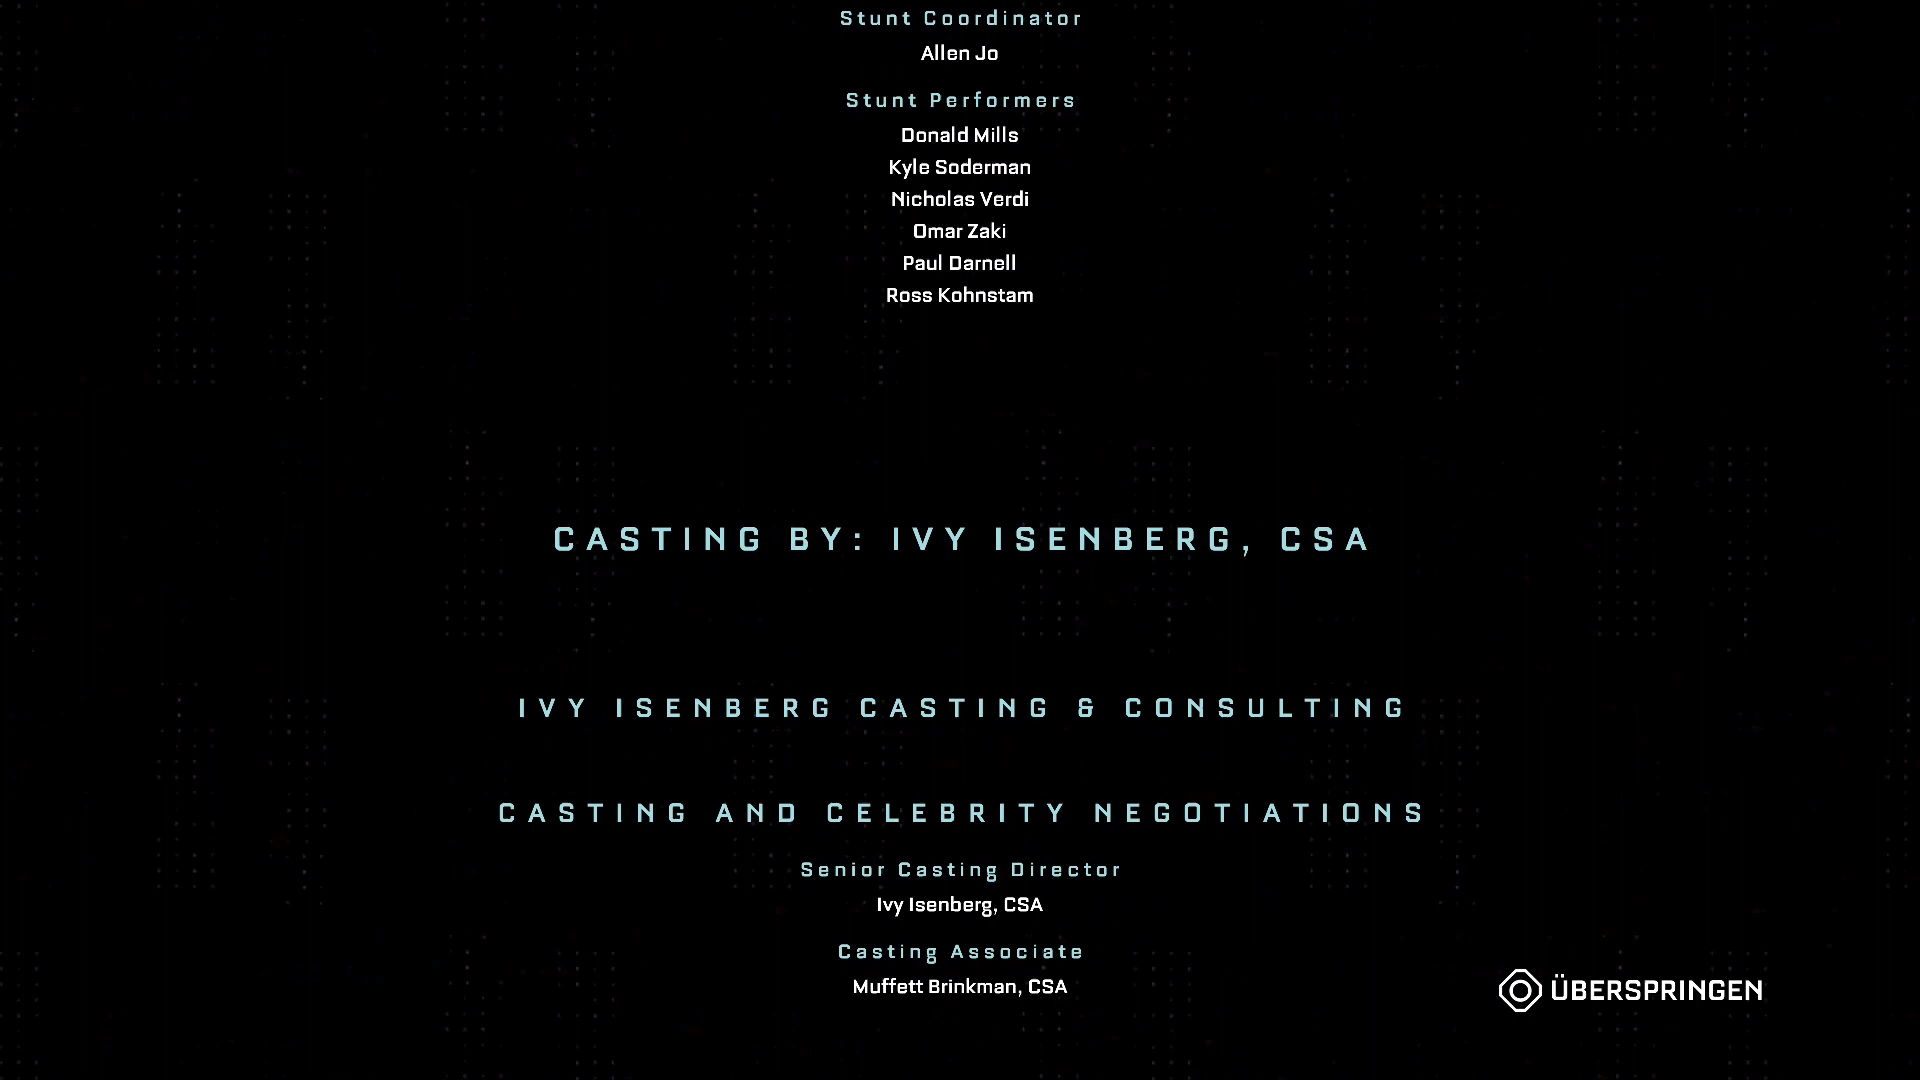 Stunt Coordinator
Allen Jo
Stunt Performers
Donald Mills
Kyle Soderman
Nicholas Verdi
Omar Zaki
Paul Darnell
Ross Kohnstam
CASTING BY: IVY ISENBERG, CSA
IVY ISENBERG CASTING & CONSULTING
CASTING AND CELEBRITY NEGOTIATIONS
Senior Casting Director
Ivy Isenberg, CSA
Casting Associate
Muffett Brinkman, CSA
ÜBERSPRINGEN